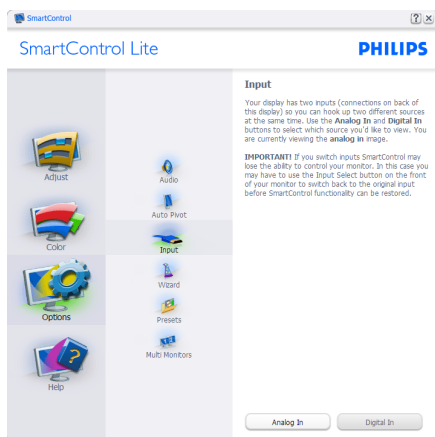 SmartControl
SmartControl Lite
PHILIPS
Adjust
Color
Options
Help
Audio
Auto Pivot
Input
Wizard
Presets
Multi Monitors
Input
Your display has two inputs (connections on back of
this display) so you can hook up two different sources
at the same time. Use the Analog In and Digital In
buttons to select which source you'd like to view. You
are currently viewing the analog in image.
IMPORTANT! If you switch inputs SmartControl may
lose the ablity to control your monitor. In this case you
may have to use the Input Select button on the front
of your monitor to switch back to the original input
before SmartControl functionality can be restored.
Analog In
Digital In